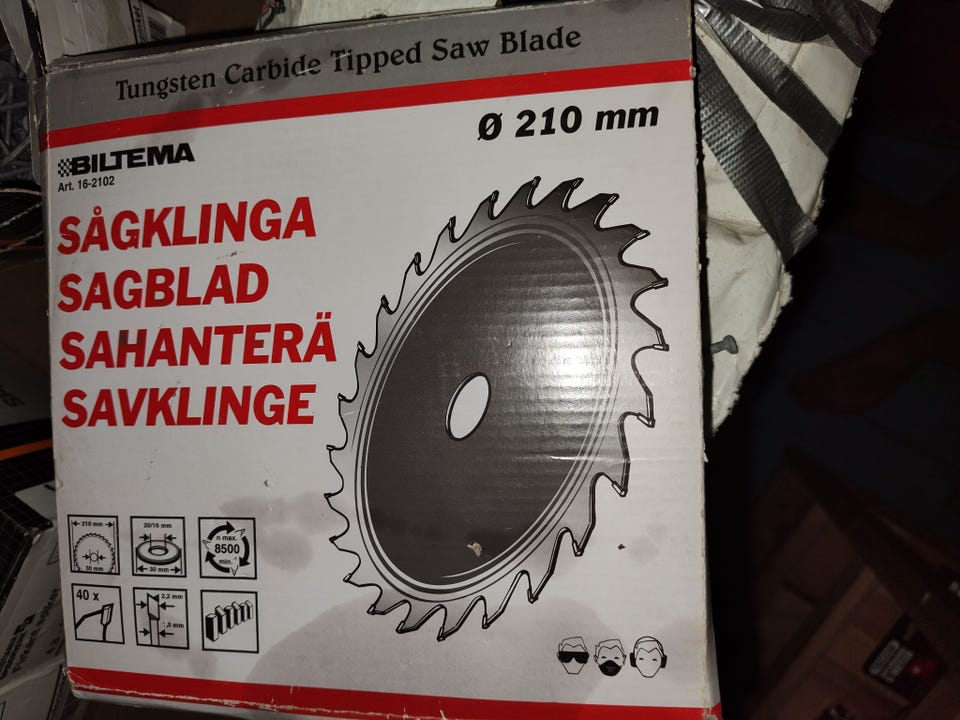 Tungsten Carbide Tipped Saw Blade
Ø 210 mm
BILTEMA
Art. 16-2102
SÅGKLINGA
SAGBLAD
SAHANTERÄ
SAVKLINGE
210 mm
30 mm
20/16 mm
30 mm
n max.
8500
min.
40 x
2,2 mm